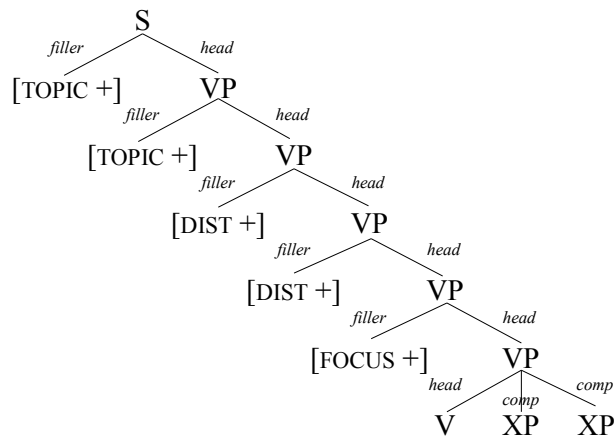 S
filler head
[TOPIC +] VP
filler head
[TOPIC +] VP
filler head
[DIST +] VP
filler head
[DIST +] VP
filler head
[FOCUS +] VP
head comp comp
V XP XP